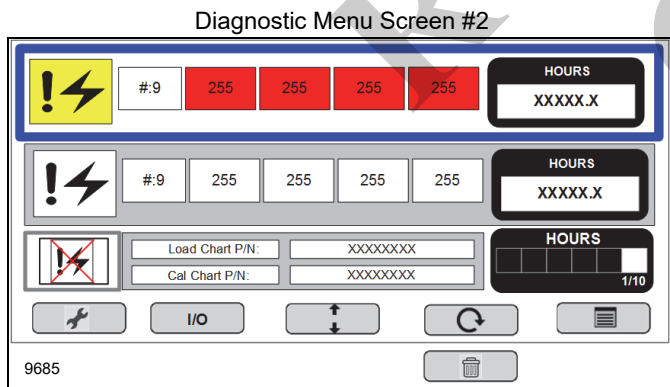 Diagnostic Menu Screen #2
#:9 255 255 255 255 HOURS XXXXX.X
#:9 255 255 255 255 HOURS XXXXX.X
Load Chart P/N: XXXXXXXX
Cal Chart P/N: XXXXXXXX
HOURS
1/10
I/O
9685